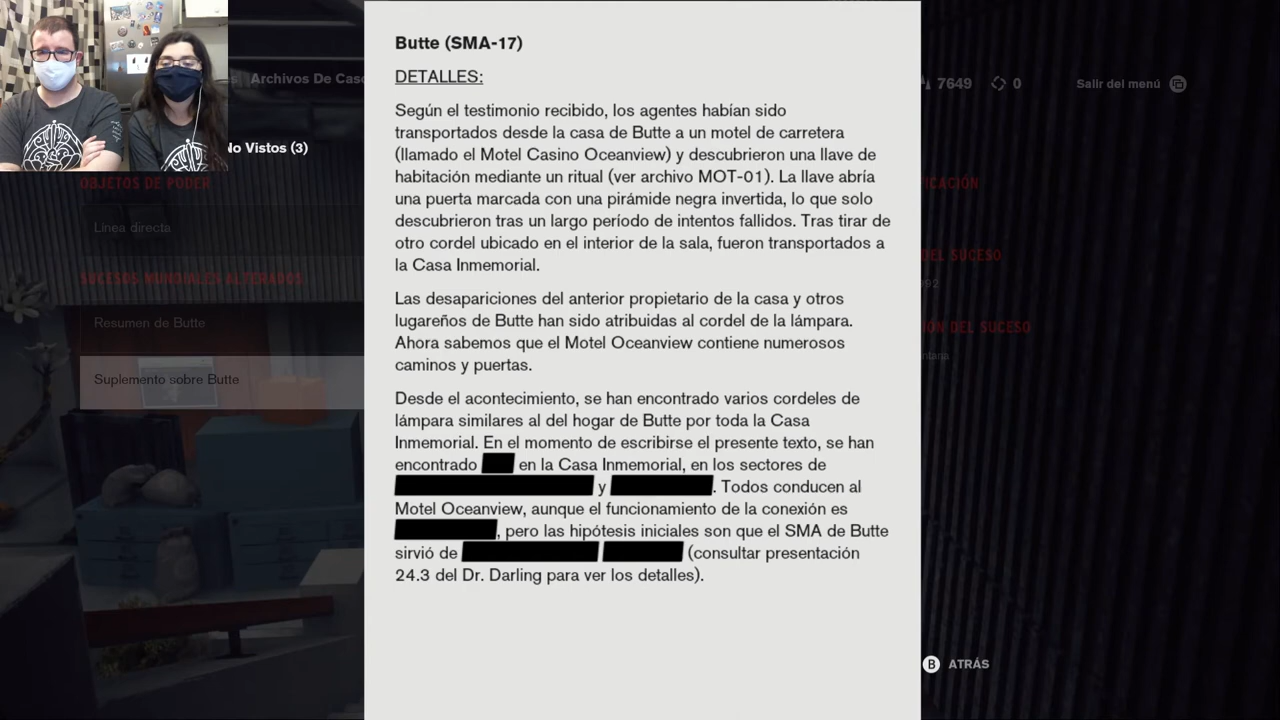 Butte (SMA-17)
DETALLES:
Según el testimonio recibido, los agentes habían sido
transportados desde la casa de Butte a un motel de carretera
(llamado el Motel Casino Oceanview) y descubrieron una llave de
habitación mediante un ritual (ver archivo MOT-01). La llave abría
una puerta marcada con una pirámide negra invertida, lo que solo
descubrieron tras un largo período de intentos fallidos. Tras tirar de
otro cordel ubicado en el interior de la sala, fueron transportados a
la Casa Inmemorial.
Las desapariciones del anterior propietario de la casa y otros
lugareños de Butte han sido atribuidas al cordel de la lámpara.
Ahora sabemos que el Motel Oceanview contiene numerosos
caminos y puertas.
Desde el acontecimiento, se han encontrado varios cordeles de
lámpara similares al del hogar de Butte por toda la Casa
Inmemorial. En el momento de escribirse el presente texto, se han
encontrado en la Casa Inmemorial, en los sectores de
y . Todos conducen al
Motel Oceanview, aunque el funcionamiento de la conexión es
, pero las hipótesis iniciales son que el SMA de Butte
sirvió de (consultar presentación
24.3 del Dr. Darling para ver los detalles).
Archivos De Caso
No Vistos (3)
OBJETOS DE PODER
Línea directa
SUCESOS MUNDIALES ALTERADOS
Resumen de Butte
Suplemento sobre Butte
7649 0 Salir del menú
ICACIÓN
DEL SUCESO
992
IÓN DEL SUCESO
ntana
B ATRÁS